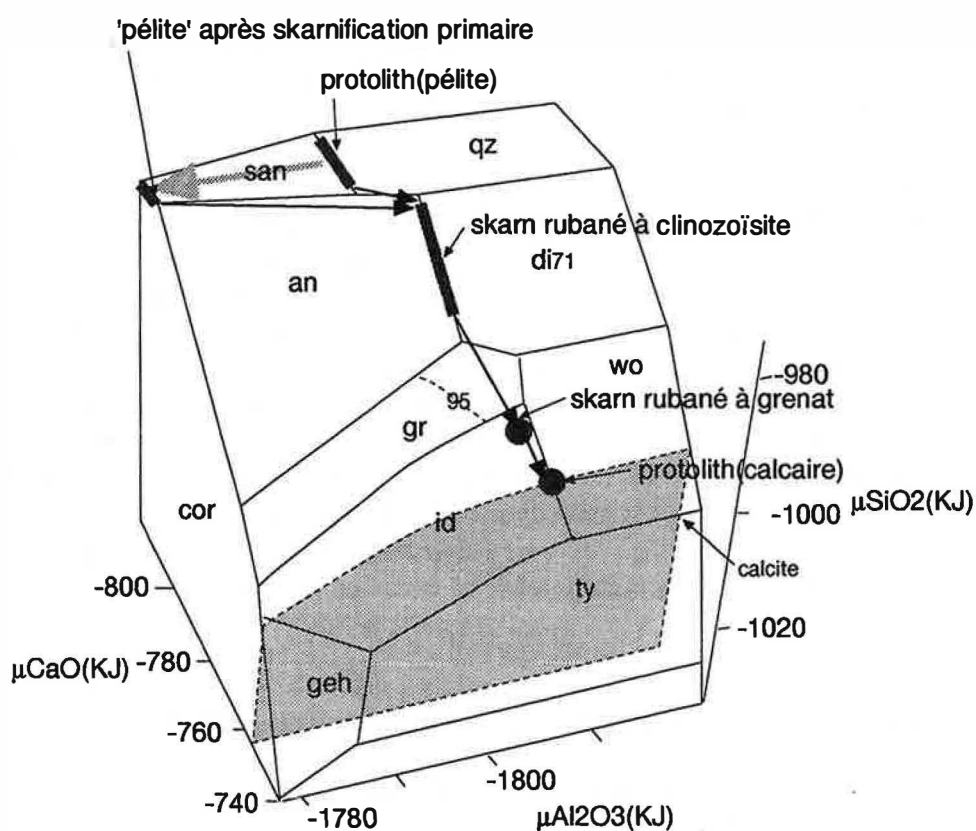 'pélite' après skarnification primaire
protolith(pélite)
qz
san
skarn rubané à clinozoïsite
di71
an
wo
-980
95
skarn rubané à grenat
gr
protolith(calcaire)
cor
id
-1000
µSiO2(KJ)
calcite
-800
ty
-1020
µCaO(KJ)
-780
geh
-760
-740
-1780
-1800
µAl2O3(KJ)